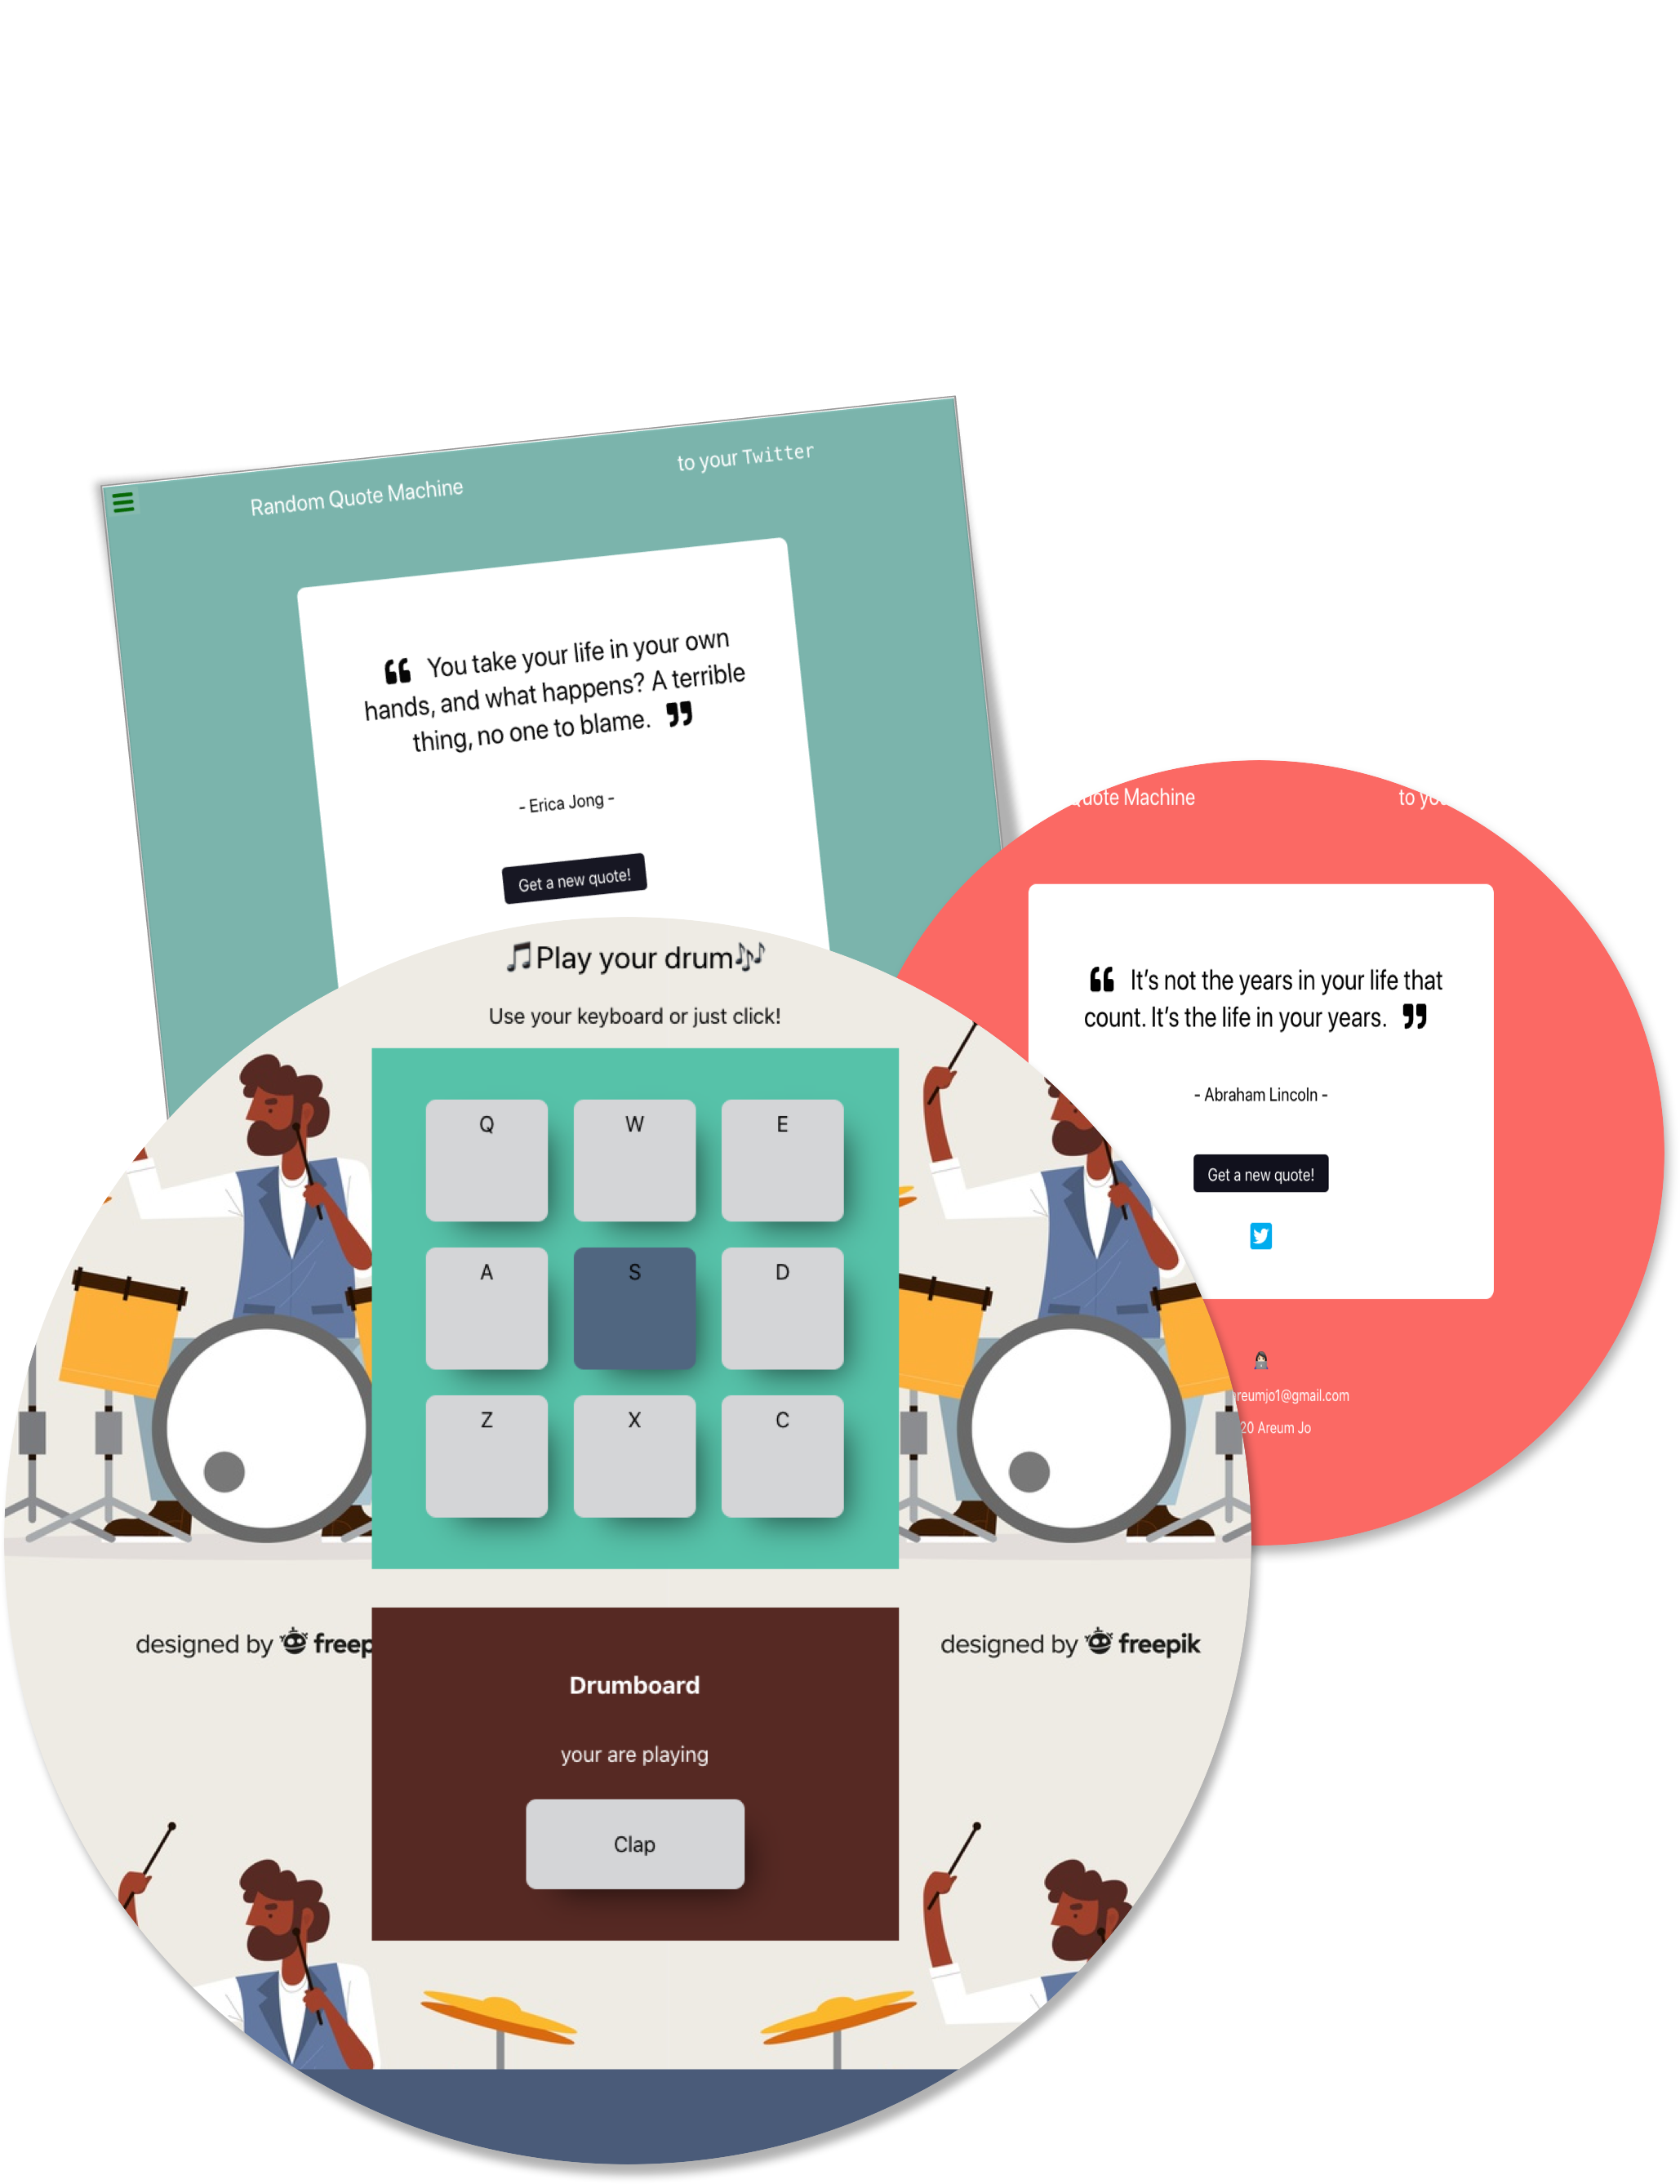 Random Quote Machine
to your Twitter
“ You take your life in your own
hands, and what happens? A terrible
thing, no one to blame. ”
- Erica Jong -
Get a new quote!
Quote Machine
to you
“ It’s not the years in your life that
count. It’s the life in your years. ”
- Abraham Lincoln -
Get a new quote!
areumjo1@gmail.com
20 Areum Jo
🎵Play your drum🎶
Use your keyboard or just click!
Q W E
A S D
Z X C
designed by freep
designed by freepik
Drumboard
your are playing
Clap